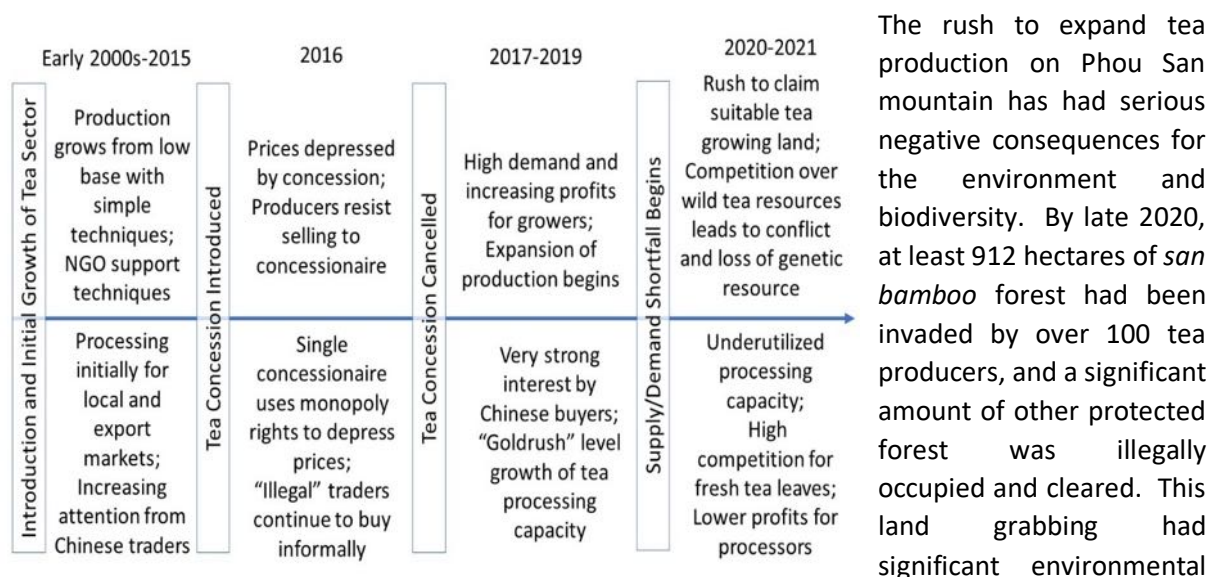 Early 2000s-2015
Introduction and Initial Growth of Tea Sector
Production
grows from low
base with
simple
techniques;
NGO support
techniques
Processing
initially for
local and
export
markets;
Increasing
attention from
Chinese traders
Tea Concession Introduced
2016
Prices depressed
by concession;
Producers resist
selling to
concessionaire
Single
concessionaire
uses monopoly
rights to depress
prices;
“Illegal” traders
continue to buy
informally
Tea Concession Cancelled
2017-2019
High demand and
increasing profits
for growers;
Expansion of
production begins
Very strong
interest by
Chinese buyers;
“Goldrush” level
growth of tea
processing
capacity
Supply/Demand Shortfall Begins
2020-2021
Rush to claim
suitable tea
growing land;
Competition over
wild tea resources
leads to conflict
and loss of genetic
resource
Underutilized
processing
capacity;
High
competition for
fresh tea leaves;
Lower profits for
processors
The rush to expand tea
production on Phou San
mountain has had serious
negative consequences for
the environment and
biodiversity. By late 2020,
at least 912 hectares of san
bamboo forest had been
invaded by over 100 tea
producers, and a significant
amount of other protected
forest was illegally
occupied and cleared. This
land grabbing had
significant environmental